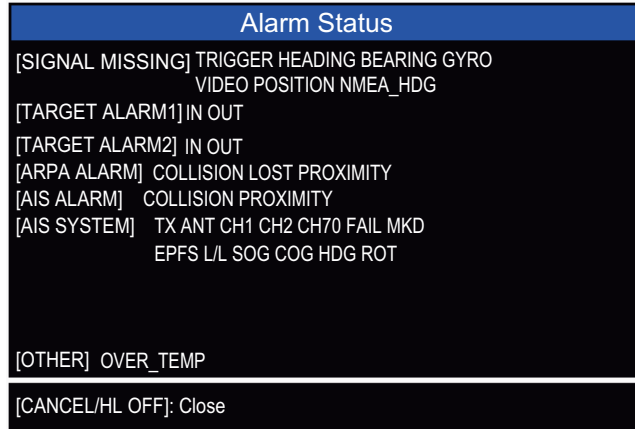 Alarm Status
[SIGNAL MISSING] TRIGGER HEADING BEARING GYRO
VIDEO POSITION NMEA_HDG
[TARGET ALARM1] IN OUT
[TARGET ALARM2] IN OUT
[ARPA ALARM] COLLISION LOST PROXIMITY
[AIS ALARM] COLLISION PROXIMITY
[AIS SYSTEM] TX ANT CH1 CH2 CH70 FAIL MKD
EPFS L/L SOG COG HDG ROT
[OTHER] OVER_TEMP
[CANCEL/HL OFF]: Close